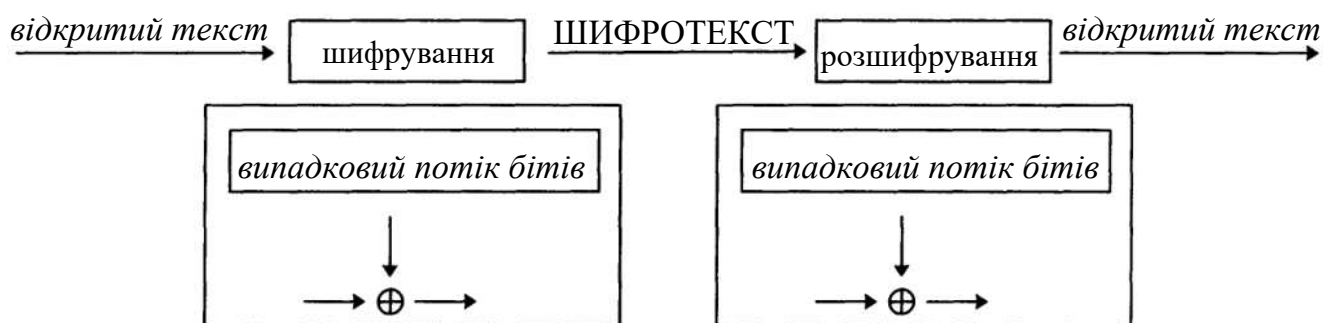 відкритий текст шифрування ШИФРОТЕКСТ розшифрування відкритий текст
випадковий потік бітів випадковий потік бітів